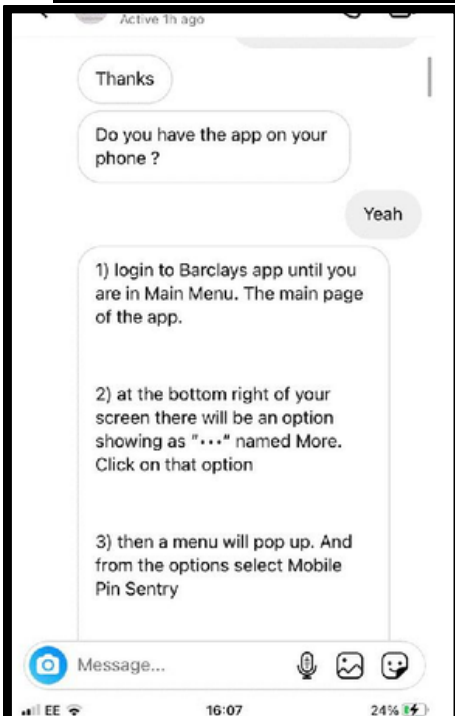 Active 1h ago
Thanks
Do you have the app on your
phone ?
Yeah
1) login to Barclays app until you
are in Main Menu. The main page
of the app.
2) at the bottom right of your
screen there will be an option
showing as "···" named More.
Click on that option
3) then a menu will pop up. And
from the options select Mobile
Pin Sentry
Message...
EE 16:07 24%